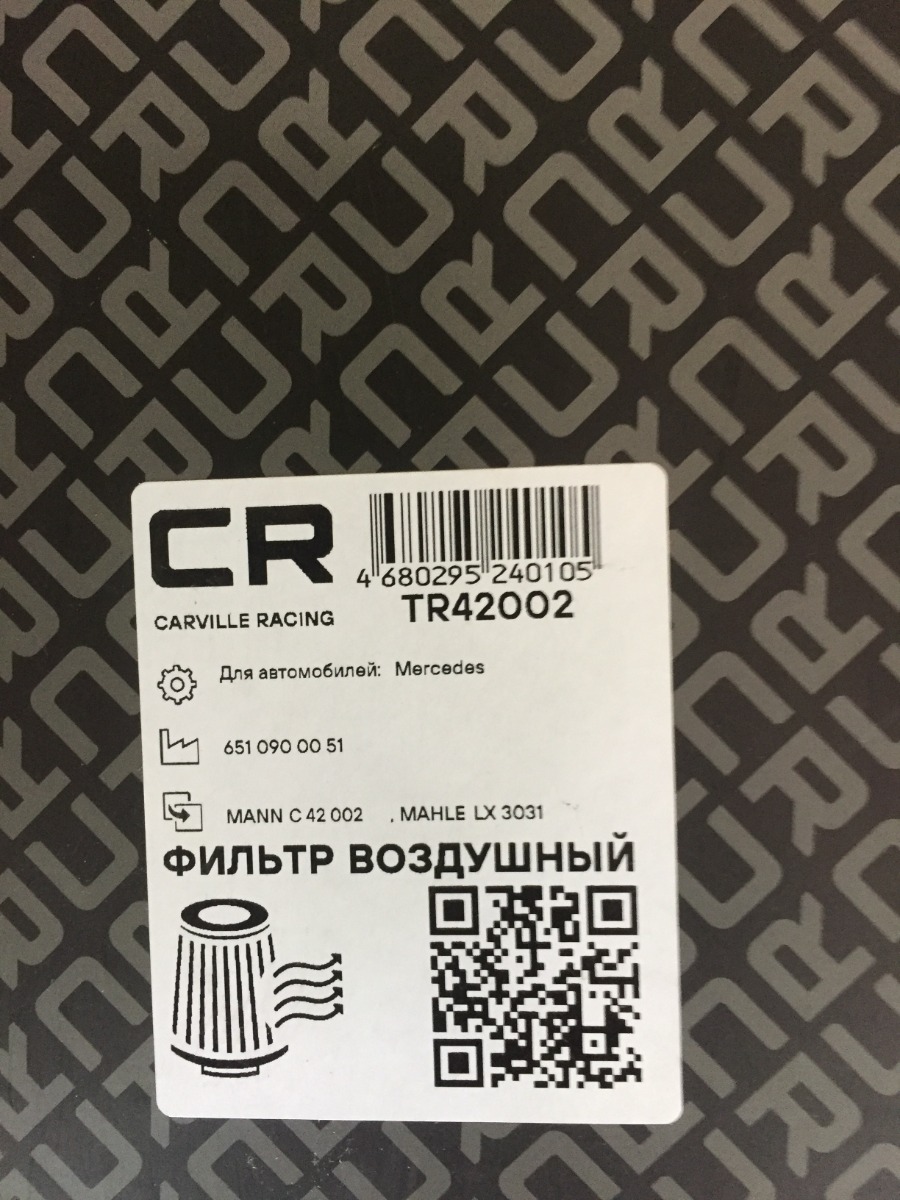 CR
CARVILLE RACING
4 680295 240105
TR42002
Для автомобилей: Mercedes
651 090 00 51
MANN C 42 002 , MAHLE LX 3031
ФИЛЬТР ВОЗДУШНЫЙ